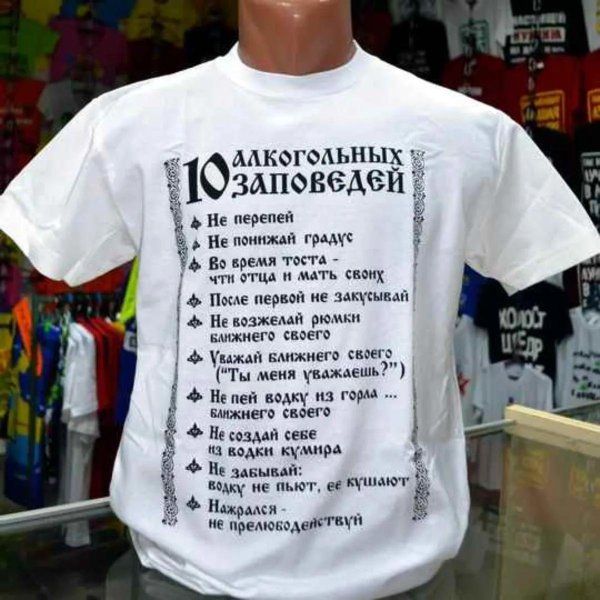 10 АЛКОГОЛЬНЫХ
ЗАПОВЕДЕЙ
Не перепей
Не понижай градус
Во время тоста -
чти отца и мать своих
После первой не закусывай
Не возжелай рюмки
ближнего своего
Уважай ближнего своего
("Ты меня уважаешь?")
Не пей водку из горла ...
ближнего своего
Не создай себе
из водки кумира
Не забывай:
водку не пьют, ее кушают
Нажрался -
не прелюбодействуй